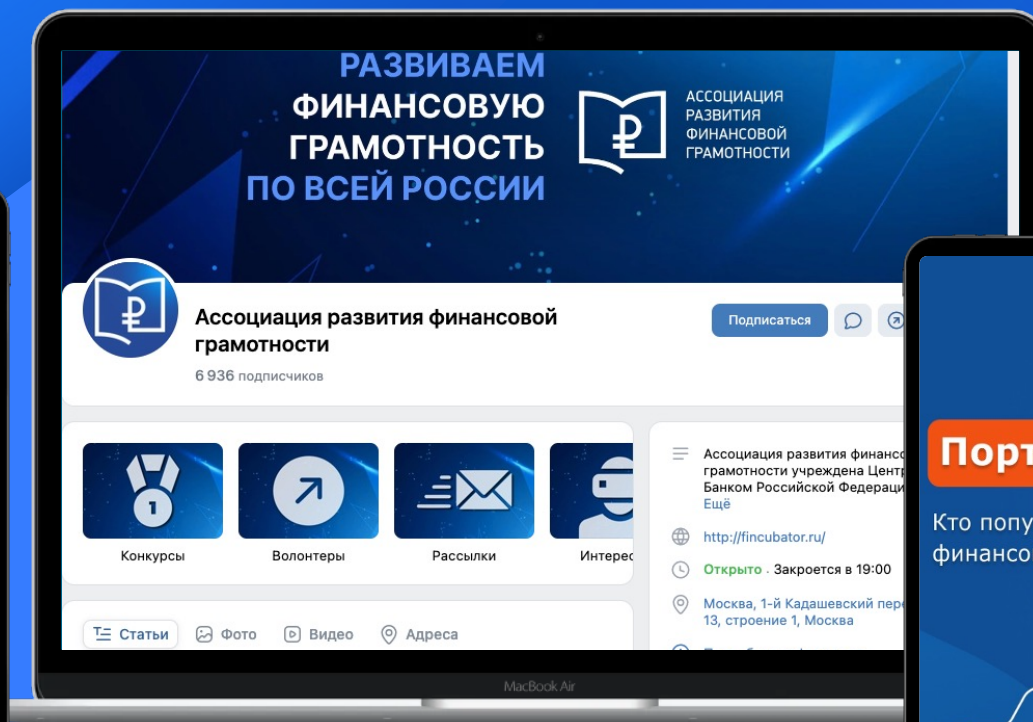 РАЗВИВАЕМ
ФИНАНСОВУЮ
ГРАМОТНОСТЬ
ПО ВСЕЙ РОССИИ
АССОЦИАЦИЯ
РАЗВИТИЯ
ФИНАНСОВОЙ
ГРАМОТНОСТИ
Ассоциация развития финансовой
грамотности
6 936 подписчиков
Подписаться
1
Конкурсы
Волонтеры
Рассылки
Интерес
Ассоциация развития финансо
грамотности учреждена Центр
Банком Российской Федераци
Ещё
http://fincubator.ru/
Открыто · Закроется в 19:00
Москва, 1-й Кадашевский пере
13, строение 1, Москва
Статьи
Фото
Видео
Адреса
MacBook Air
Порт
Кто попу
финансо